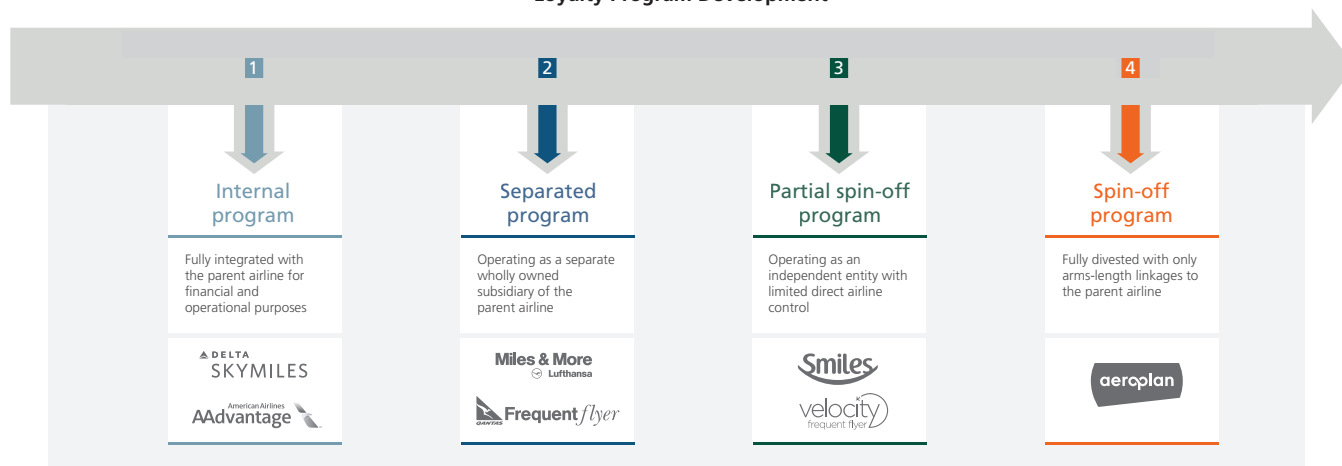 Loyalty Program Development
1
2
3
4
Internal
program
Separated
program
Partial spin-off
program
Spin-off
program
Fully integrated with
the parent airline for
financial and
operational purposes
Operating as a separate
wholly owned
subsidiary of the
parent airline
Operating as an
independent entity with
limited direct airline
control
Fully divested with only
arms-length linkages to
the parent airline
DELTA
SKYMILES
American Airlines
AAdvantage
Miles & More
Lufthansa
QANTAS
Frequent flyer
Smiles
velocity
frequent flyer
aeroplan